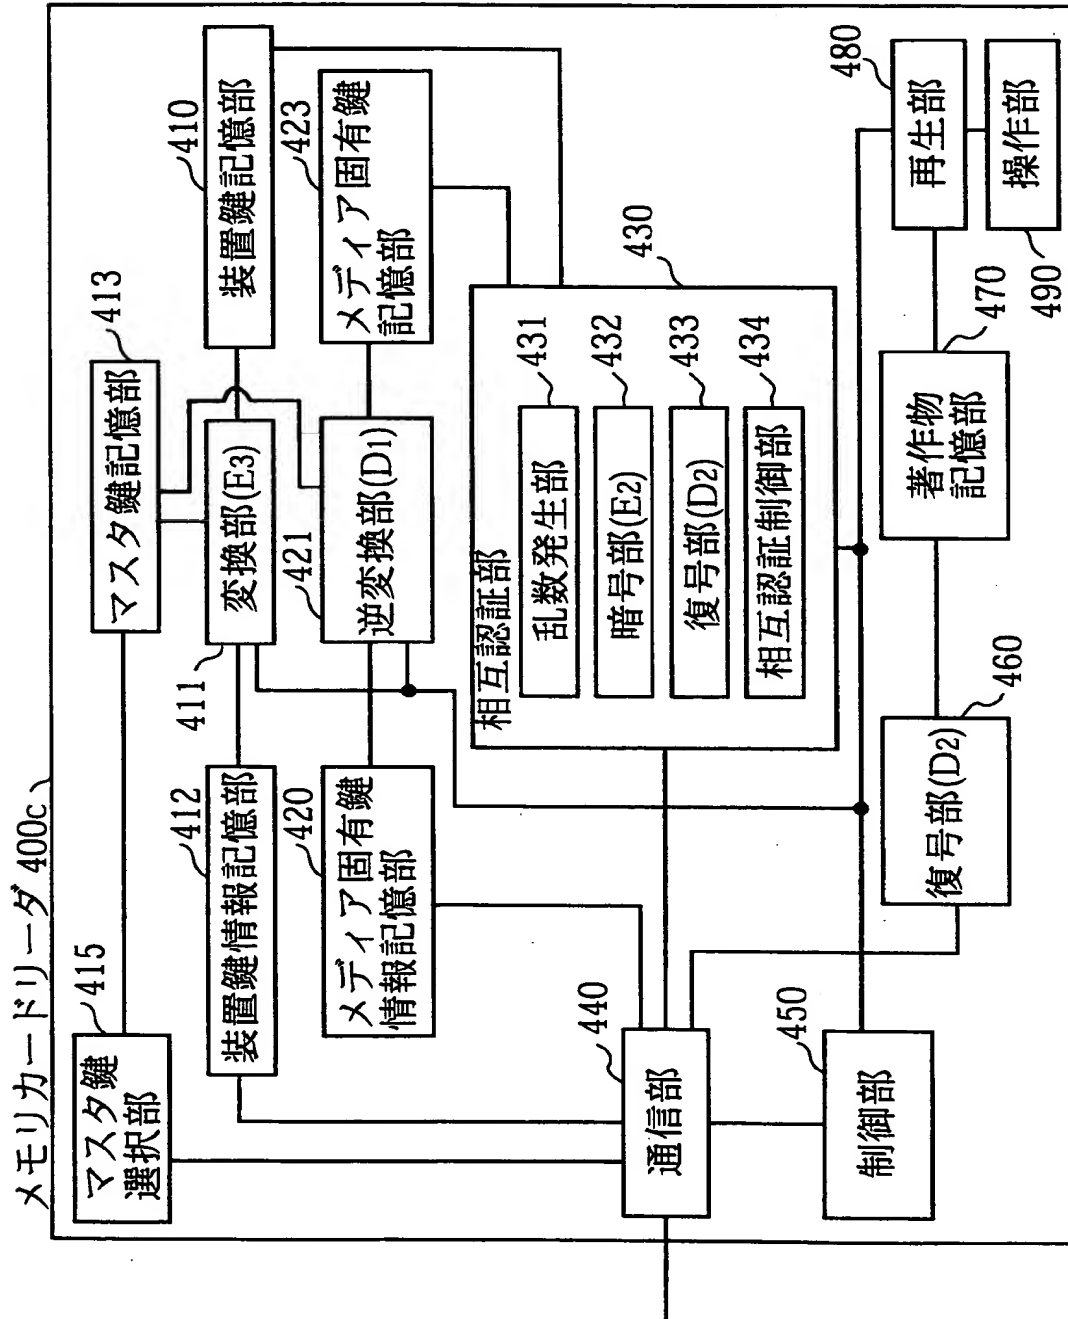 メモリカードリーダ 400c
マスタ鍵
選択部
415
マスタ鍵記憶部
413
装置鍵情報記憶部
412
変換部(E3)
411
装置鍵記憶部
410
メディア固有鍵
情報記憶部
420
逆変換部(D1)
421
メディア固有鍵
記憶部
423
相互認証部
430
乱数発生部
431
暗号部(E2)
432
復号部(D2)
433
相互認証制御部
434
通信部
440
制御部
450
復号部(D2)
460
著作物
記憶部
470
再生部
480
操作部
490